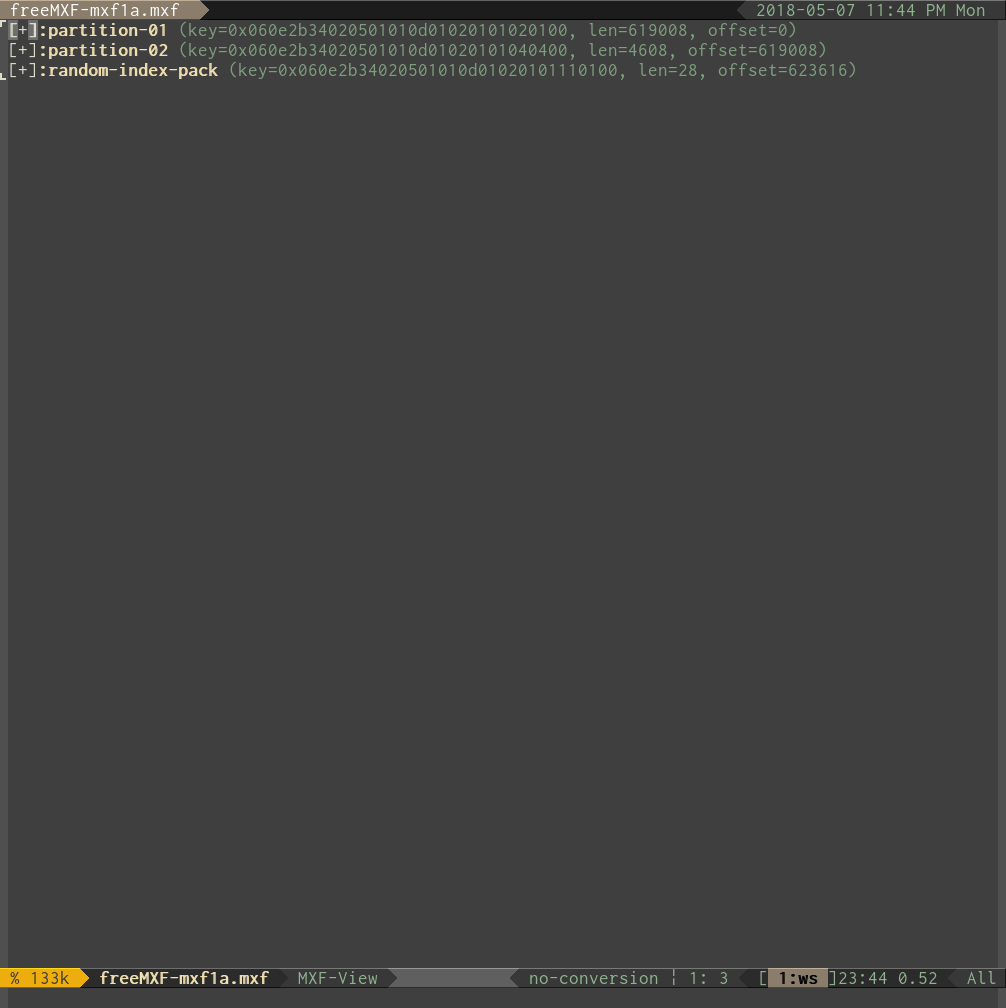 freeMXF-mxf1a.mxf 2018-05-07 11:44 PM Mon
[+]:partition-01 (key=0x060e2b34020501010d01020101020100, len=619008, offset=0)
[+]:partition-02 (key=0x060e2b34020501010d01020101040400, len=4608, offset=619008)
[+]:random-index-pack (key=0x060e2b34020501010d01020101110100, len=28, offset=623616)
% 133k freeMXF-mxf1a.mxf MXF-View no-conversion ¦ 1: 3 [ 1:ws ]23:44 0.52 All